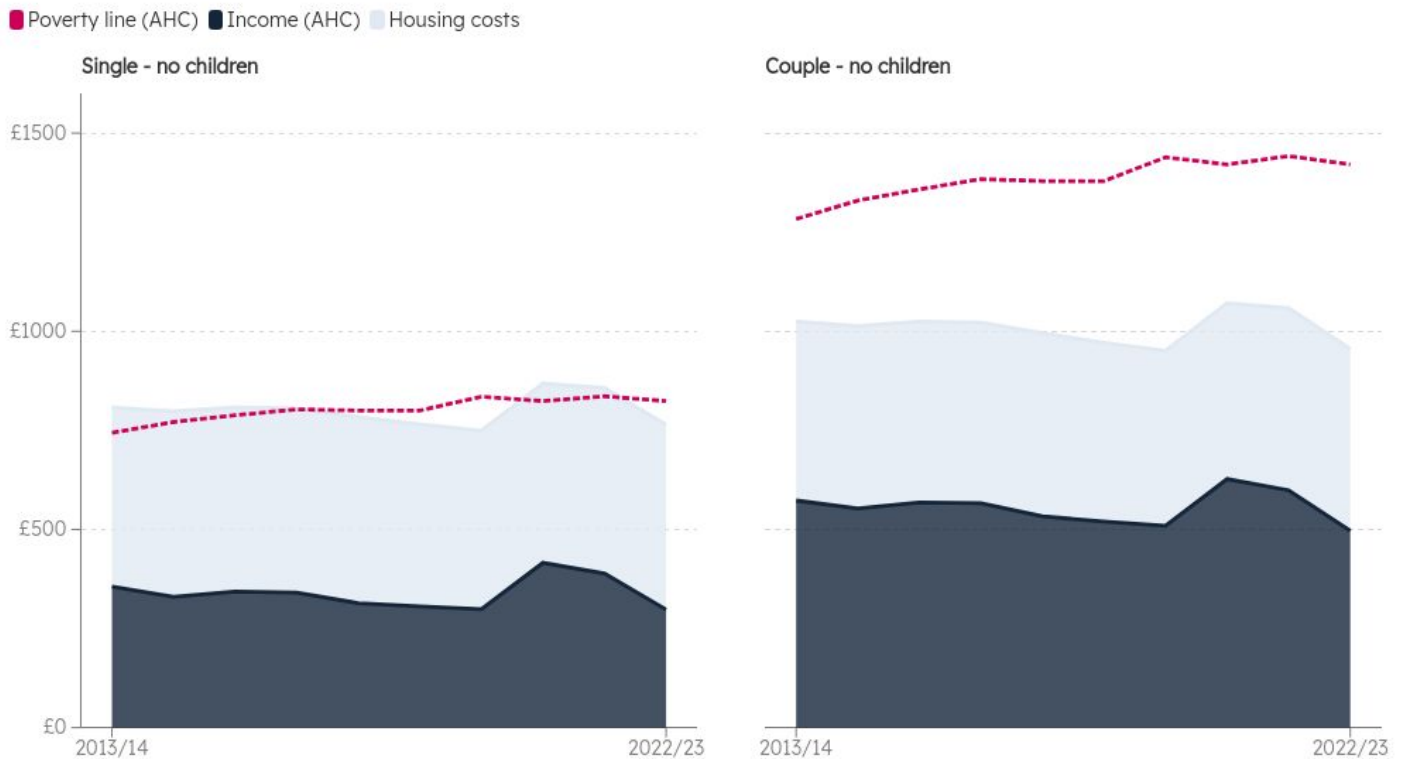 Poverty line (AHC) Income (AHC) Housing costs
Single - no children
£1500
£1000
£500
£0
2013/14 2022/23
Couple - no children
2013/14 2022/23